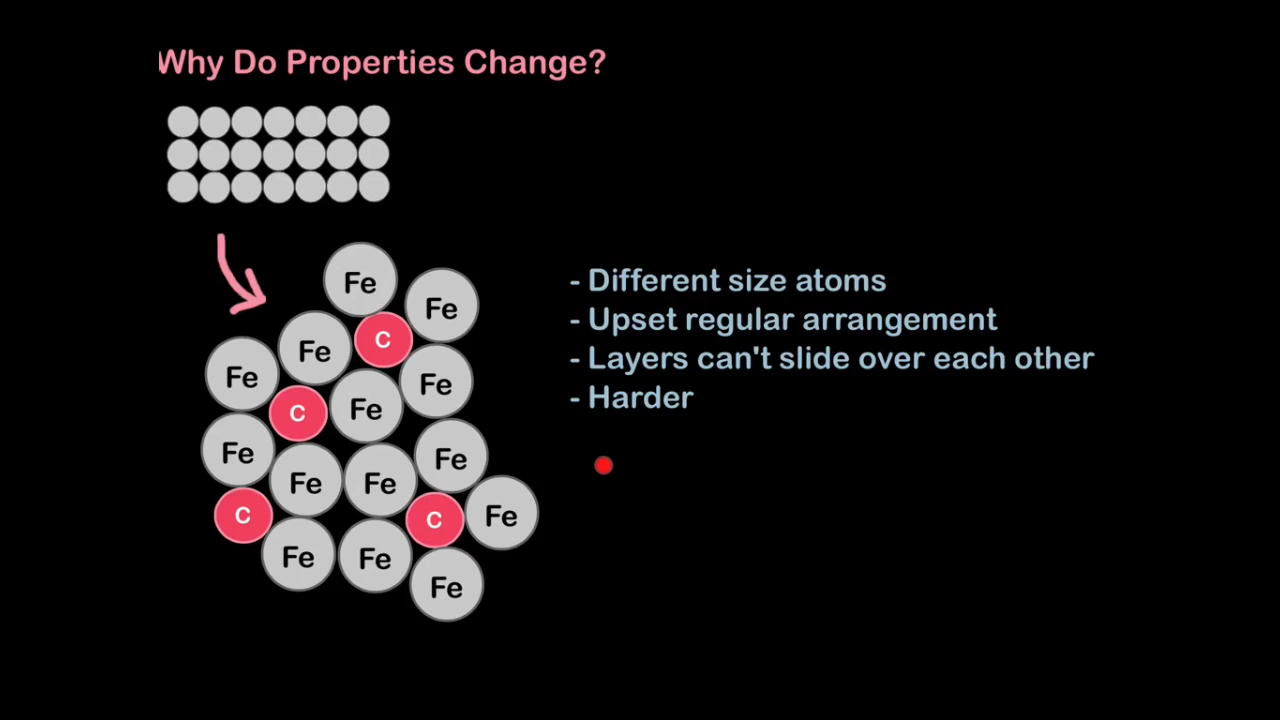 Why Do Properties Change?
Fe
Fe
C
Fe
Fe
Fe
Fe
C
Fe
Fe
Fe
Fe
C
C
Fe
Fe
Fe
Fe
- Different size atoms
- Upset regular arrangement
- Layers can't slide over each other
- Harder